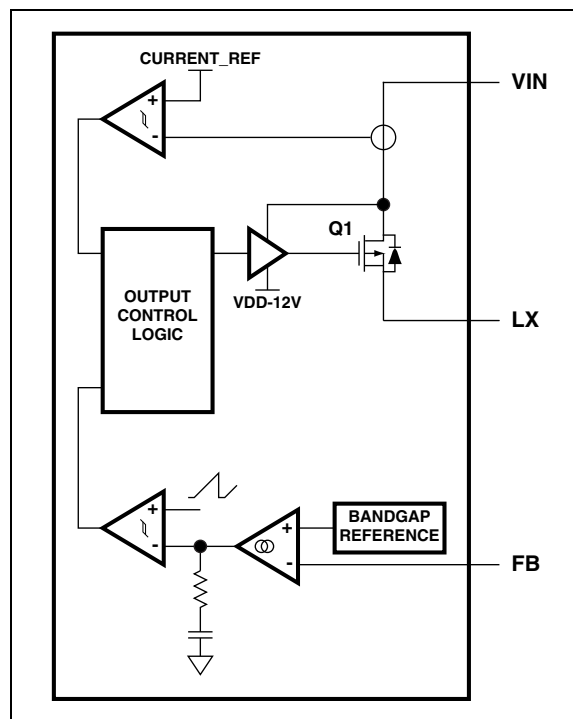 CURRENT_REF
+
-
VIN
Q1
VDD-12V
OUTPUT
CONTROL
LOGIC
LX
+
-
+
-
BANDGAP
REFERENCE
FB